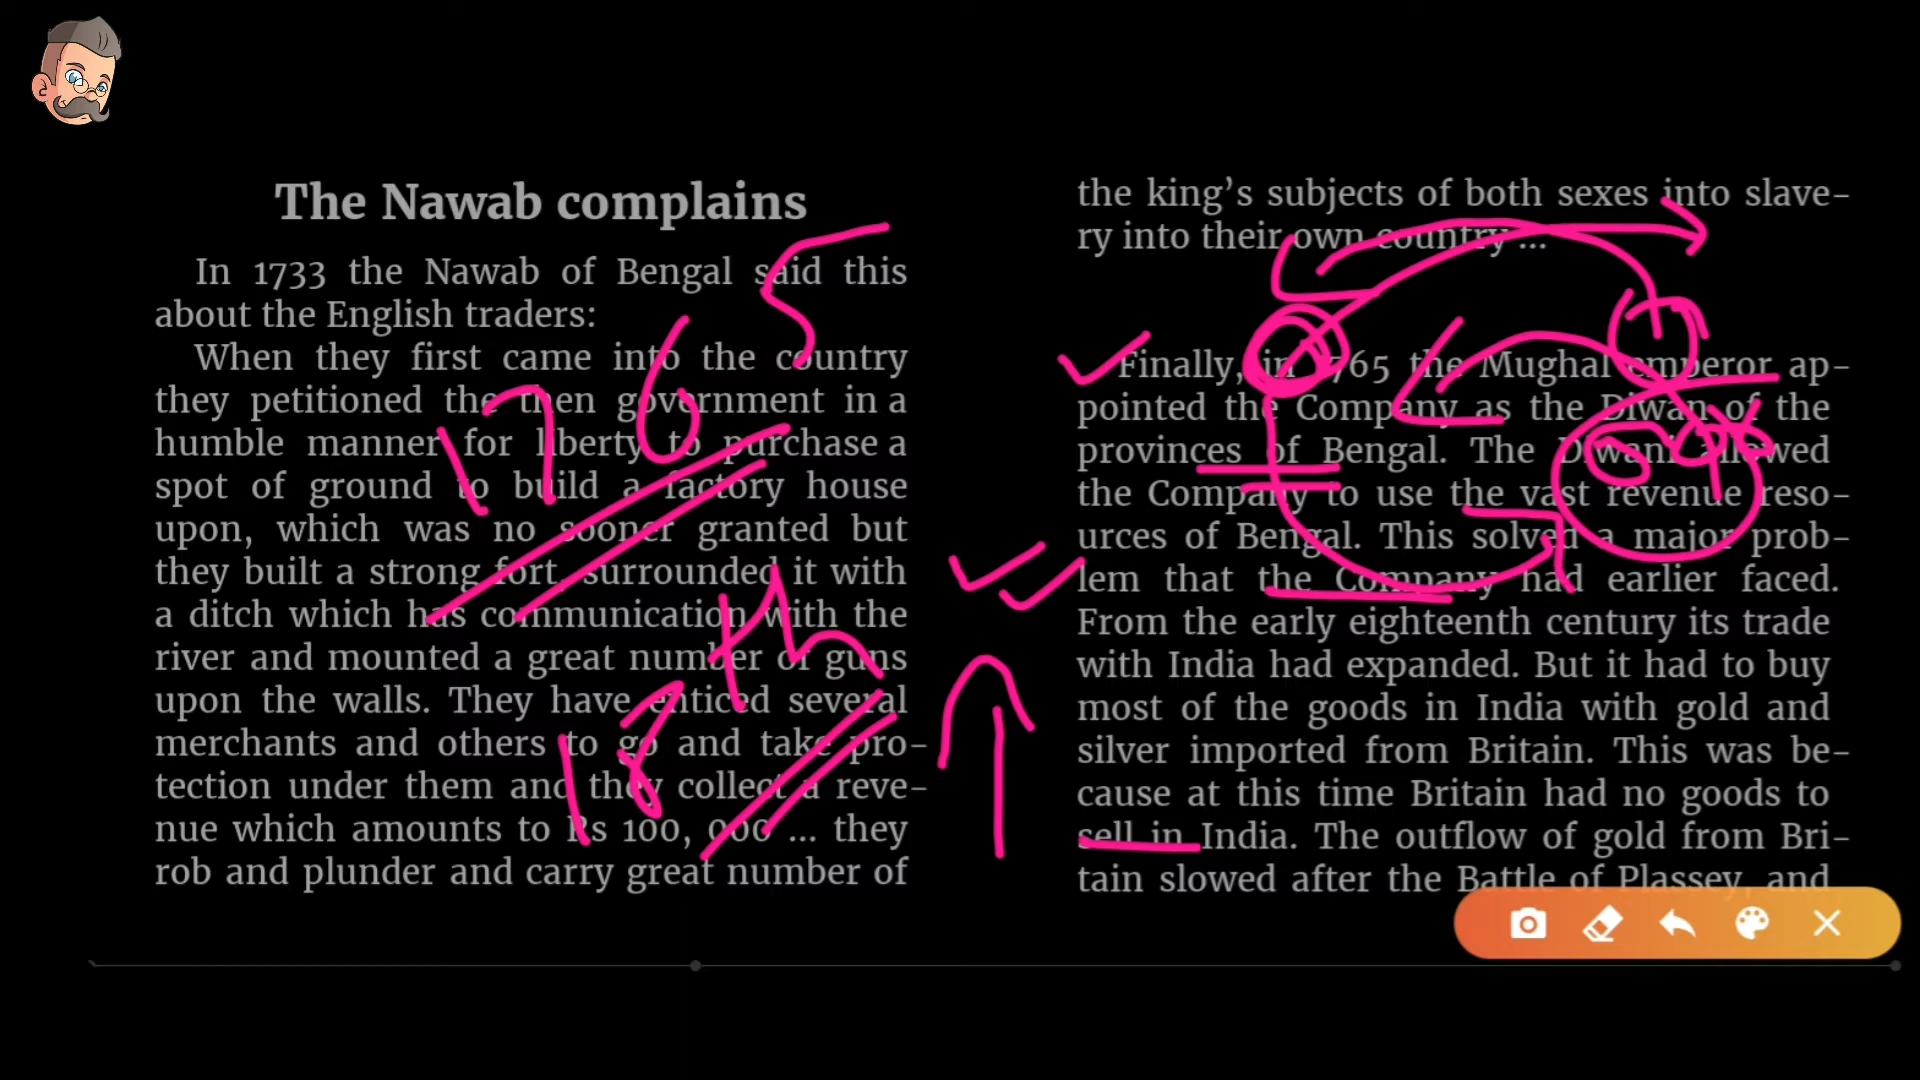 The Nawab complains
In 1733 the Nawab of Bengal said this
about the English traders:
When they first came into the country
they petitioned the then government in a
humble manner for liberty to purchase a
spot of ground to build a factory house
upon, which was no sooner granted but
they built a strong fort, surrounded it with
a ditch which has communication with the
river and mounted a great number of guns
upon the walls. They have enticed several
merchants and others to go and take pro-
tection under them and they collect a reve-
nue which amounts to Rs 100, 000 ... they
rob and plunder and carry great number of
1765
18th
the king's subjects of both sexes into slave-
ry into their own country ...
Finally, in 1765 the Mughal emperor ap-
pointed the Company as the Diwan of the
provinces of Bengal. The Diwani allowed
the Company to use the vast revenue reso-
urces of Bengal. This solved a major prob-
lem that the Company had earlier faced.
From the early eighteenth century its trade
with India had expanded. But it had to buy
most of the goods in India with gold and
silver imported from Britain. This was be-
cause at this time Britain had no goods to
sell in India. The outflow of gold from Bri-
tain slowed after the Battle of Plassey, and